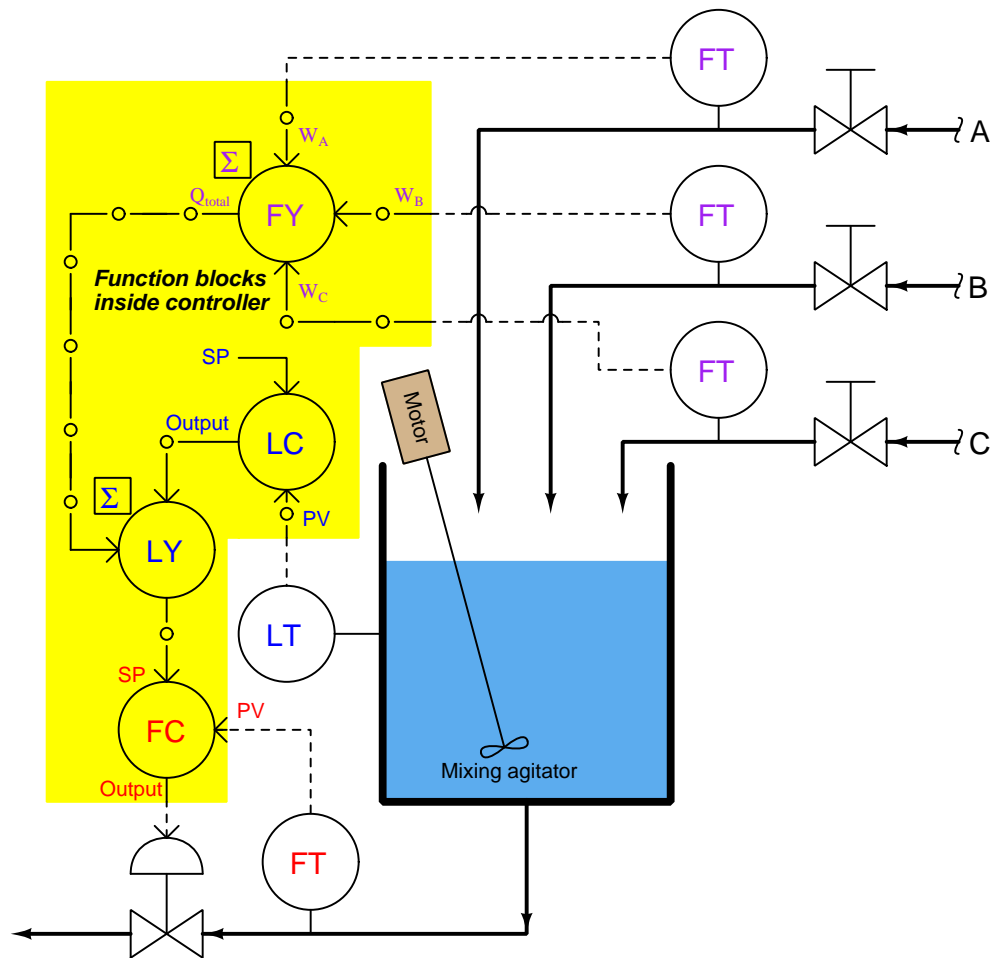 FT
A
W_A
Σ
Q_total
FY
W_B
FT
Function blocks
inside controller
W_C
B
SP
FT
Motor
Output
LC
C
Σ
PV
LY
LT
SP
PV
FC
Mixing agitator
Output
FT